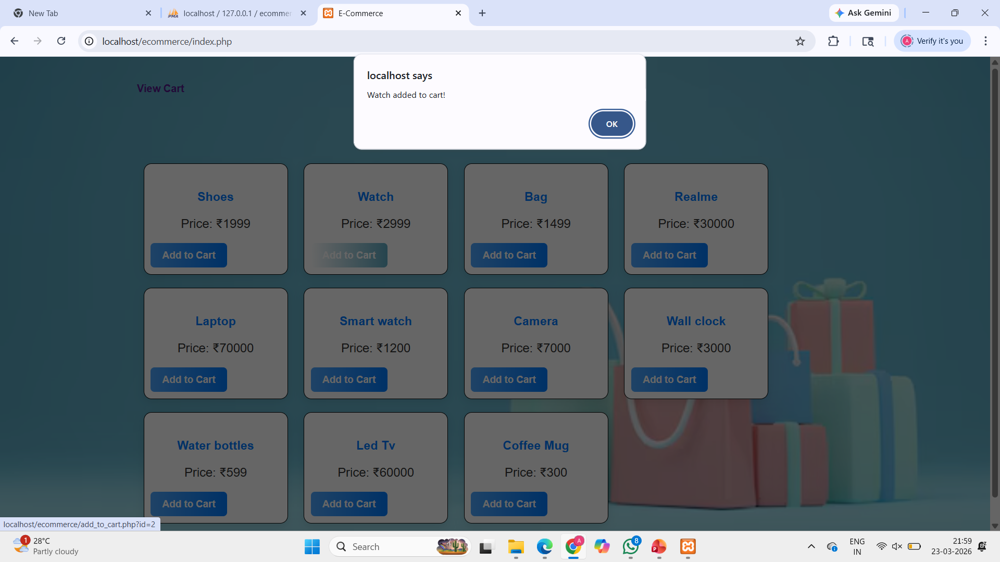 New Tab
localhost / 127.0.0.1 / ecommer
E-Commerce
Ask Gemini
localhost/ecommerce/index.php
A
Verify it's you
View Cart
localhost says
Watch added to cart!
OK
Shoes
Price: ₹1999
Add to Cart
Watch
Price: ₹2999
Add to Cart
Bag
Price: ₹1499
Add to Cart
Realme
Price: ₹30000
Add to Cart
Laptop
Price: ₹70000
Add to Cart
Smart watch
Price: ₹1200
Add to Cart
Camera
Price: ₹7000
Add to Cart
Wall clock
Price: ₹3000
Add to Cart
Water bottles
Price: ₹599
Add to Cart
Led Tv
Price: ₹60000
Add to Cart
Coffee Mug
Price: ₹300
Add to Cart
localhost/ecommerce/add_to_cart.php?id=2
1
28°C
Partly cloudy
Search
A
8
P
ENG
IN
21:59
23-03-2026